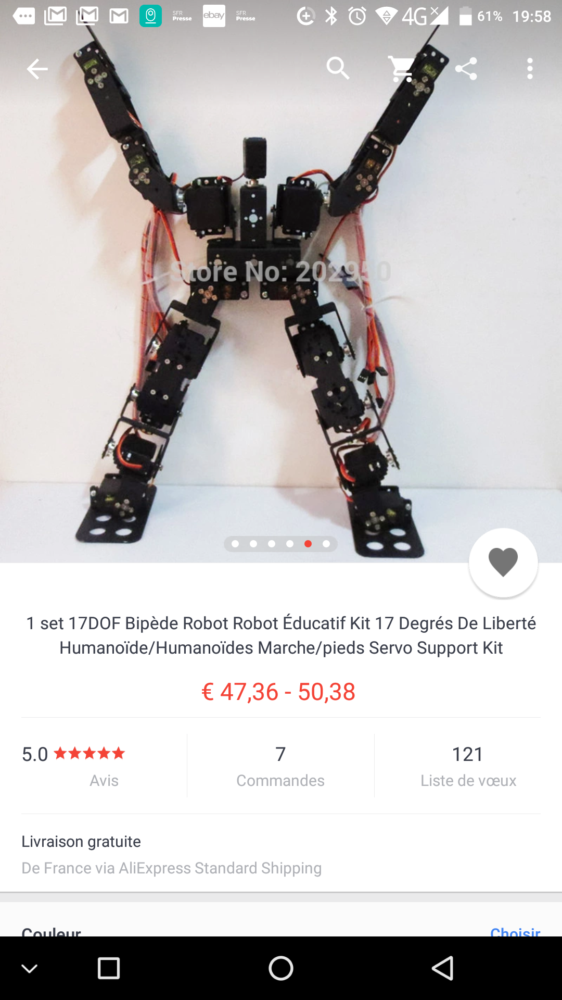 SFR
Presse
ebay
SFR
Presse
4G
61%
19:58
Store No: 202950
1 set 17DOF Bipède Robot Robot Éducatif Kit 17 Degrés De Liberté
Humanoïde/Humanoïdes Marche/pieds Servo Support Kit
€ 47,36 - 50,38
5.0
Avis
7
Commandes
121
Liste de vœux
Livraison gratuite
De France via AliExpress Standard Shipping
Couleur
Choisir